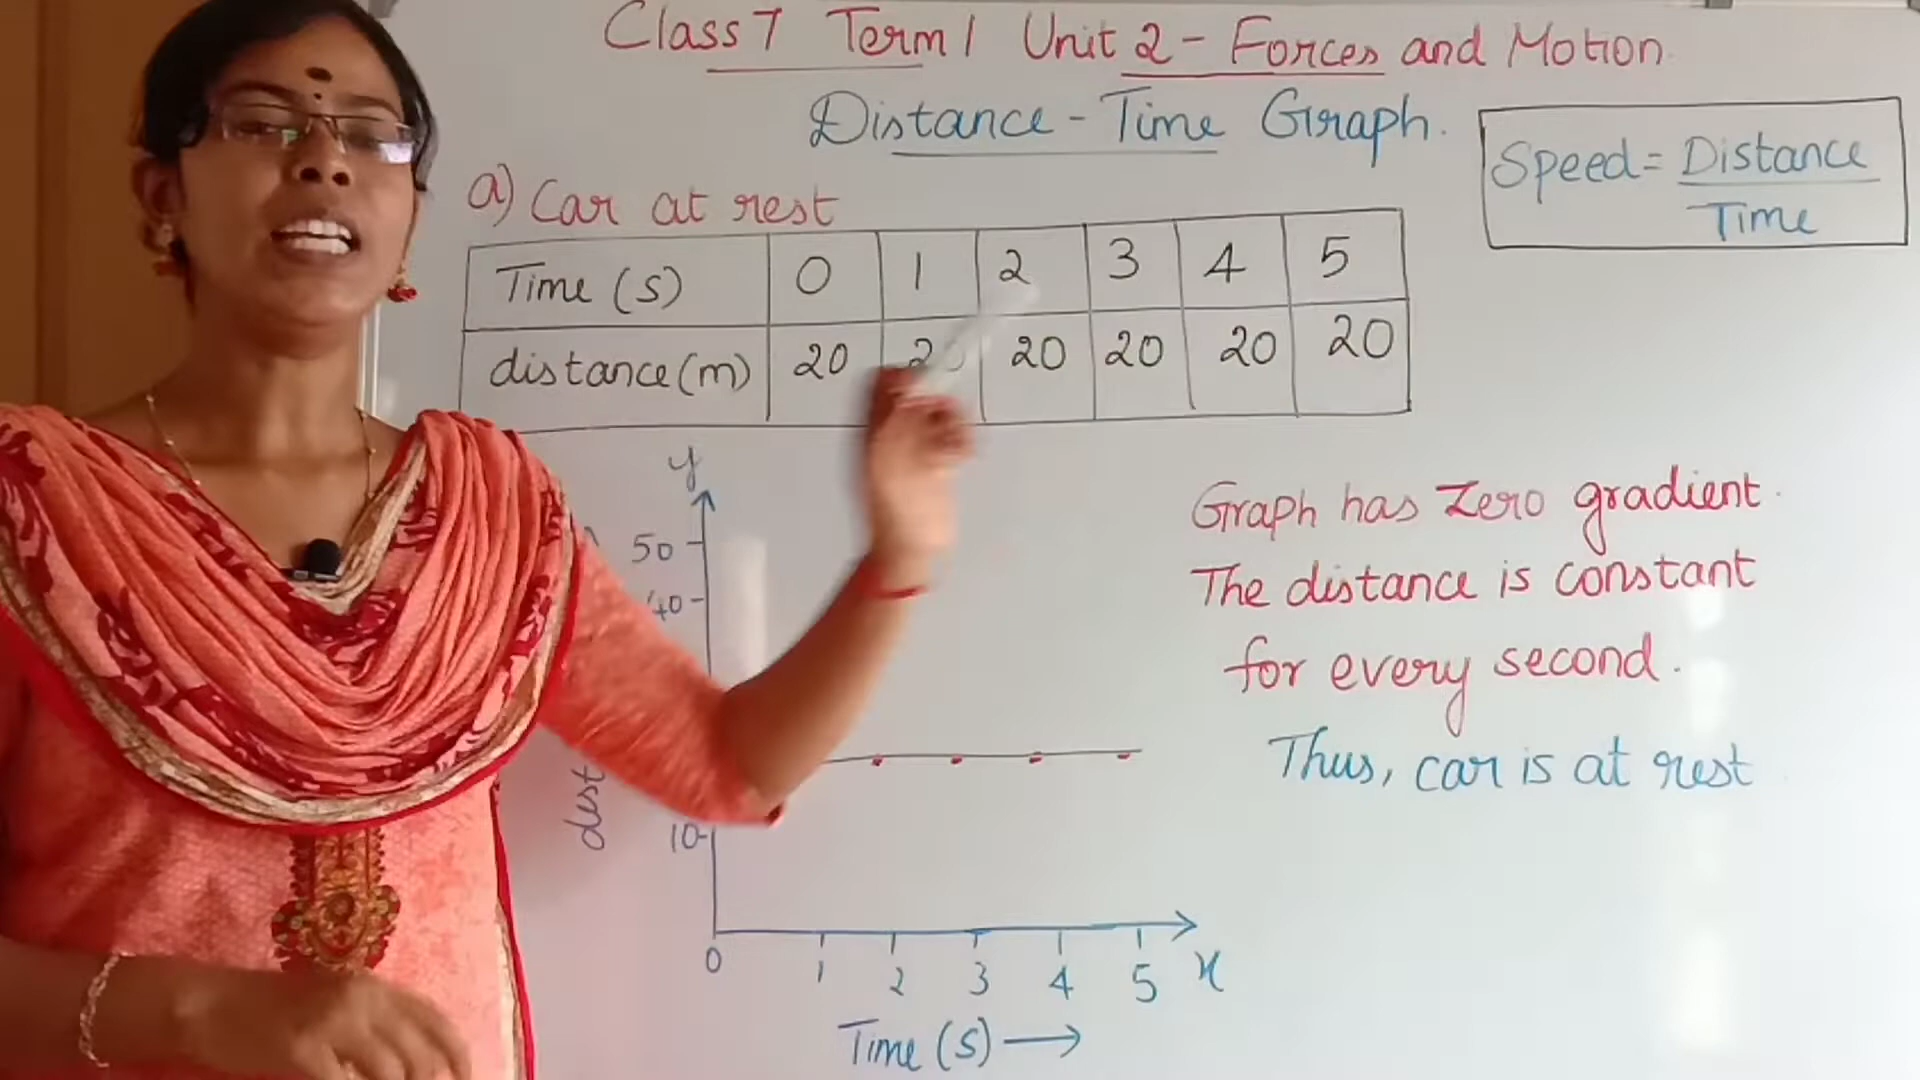 Class 7 Term 1 Unit 2 - Forces and Motion
Distance - Time Graph.
Speed = Distance
Time
a) Car at rest
Time (s) 0 1 2 3 4 5
distance (m) 20 20 20 20 20 20
y
50
40
10
0 1 2 3 4 5 x
Time (s)
Graph has Zero gradient.
The distance is constant
for every second.
Thus, car is at rest